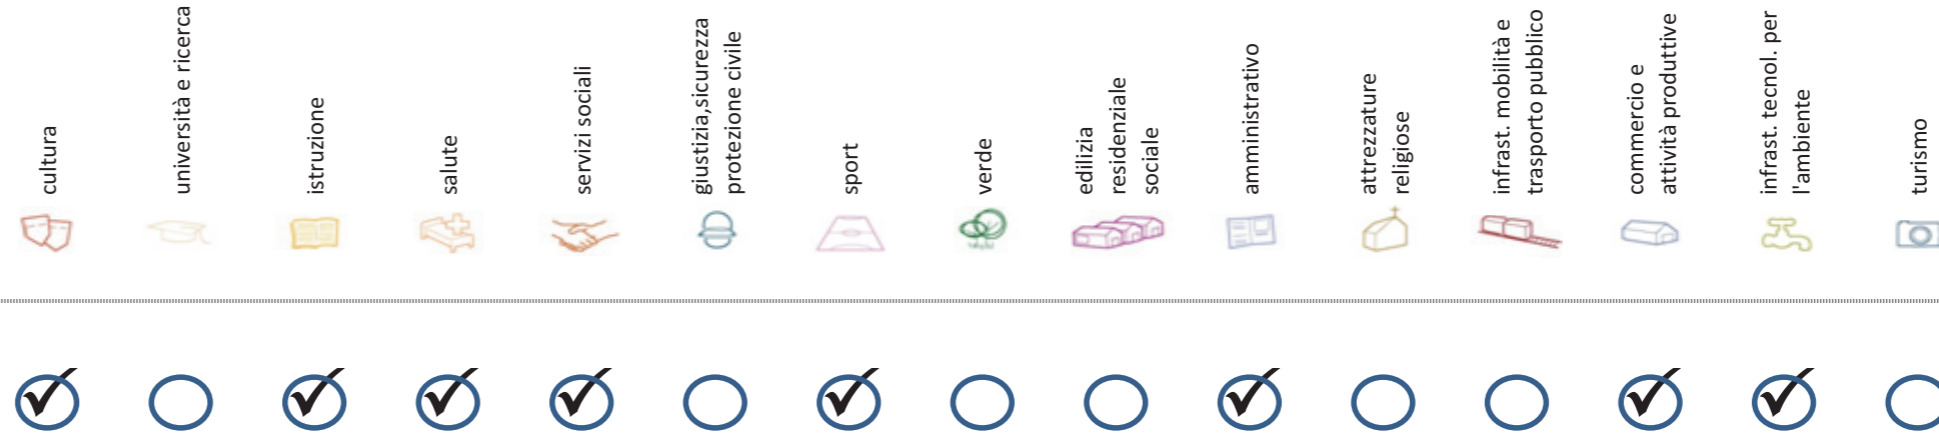 cultura
università e ricerca
istruzione
salute
servizi sociali
giustizia,sicurezza
protezione civile
sport
verde
edilizia
residenziale
sociale
amministrativo
attrezzature
religiose
infrast. mobilità e
trasporto pubblico
commercio e
attività produttive
infrast. tecnol. per
l'ambiente
turismo